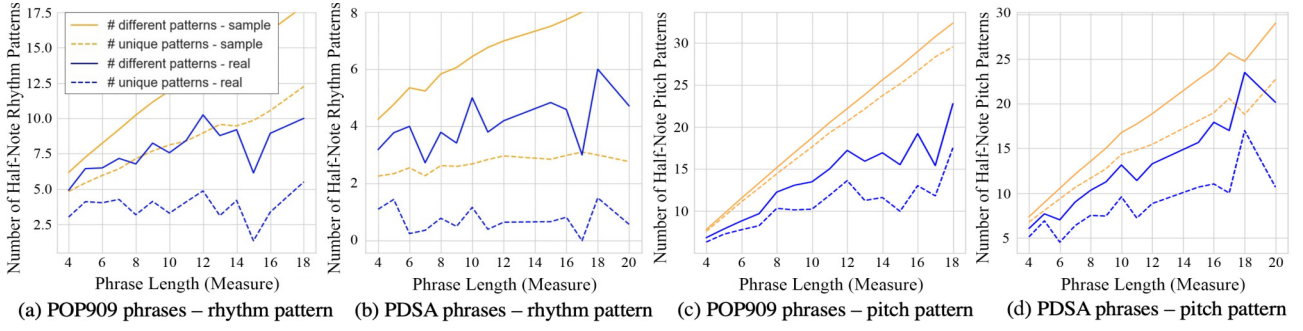 Number of Half-Note Rhythm Patterns
17.5
15.0
12.5
10.0
7.5
5.0
2.5
# different patterns - sample
# unique patterns - sample
# different patterns - real
# unique patterns - real
4 6 8 10 12 14 16 18
Phrase Length (Measure)
(a) POP909 phrases – rhythm pattern
Number of Half-Note Rhythm Patterns
8
6
4
2
0
4 6 8 10 12 14 16 18 20
Phrase Length (Measure)
(b) PDSA phrases – rhythm pattern
Number of Half-Note Pitch Patterns
30
25
20
15
10
4 6 8 10 12 14 16 18
Phrase Length (Measure)
(c) POP909 phrases – pitch pattern
Number of Half-Note Pitch Patterns
30
25
20
15
10
5
4 6 8 10 12 14 16 18 20
Phrase Length (Measure)
(d) PDSA phrases – pitch pattern